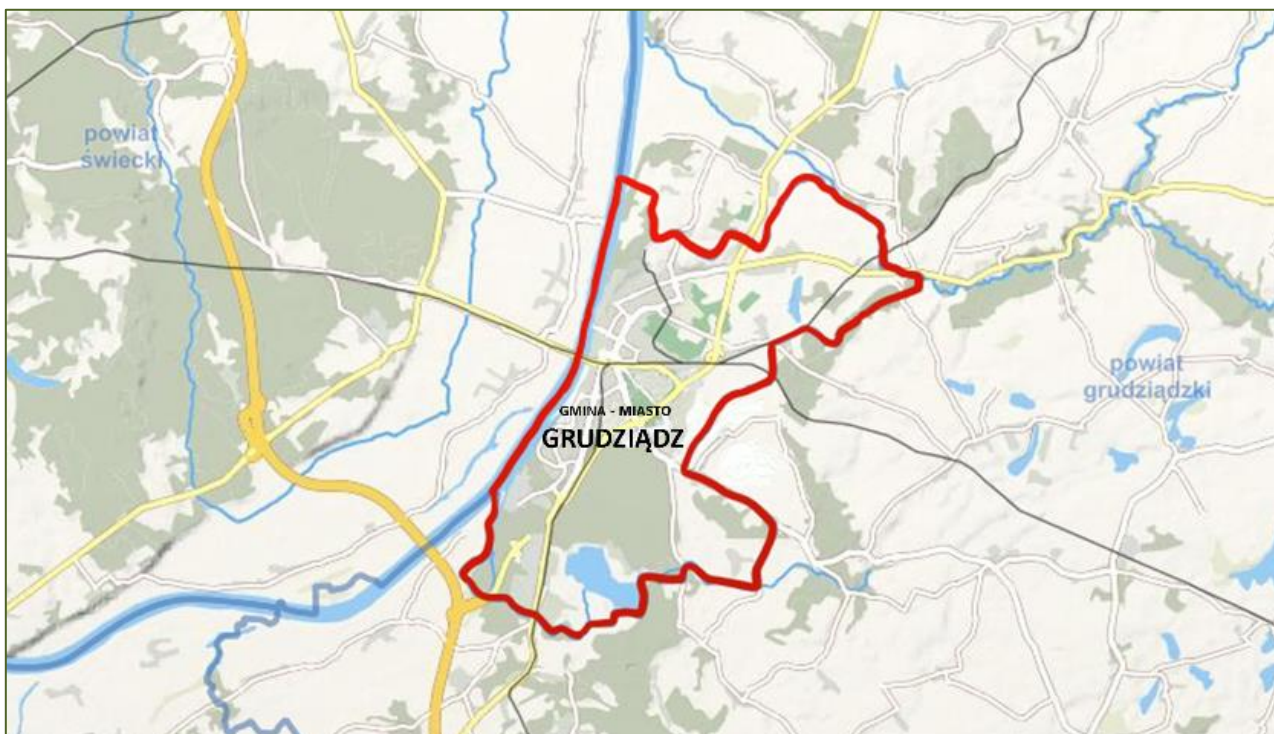 powiat
świecki
powiat
grudziądzki
GMINA - MIASTO
GRUDZIĄDZ